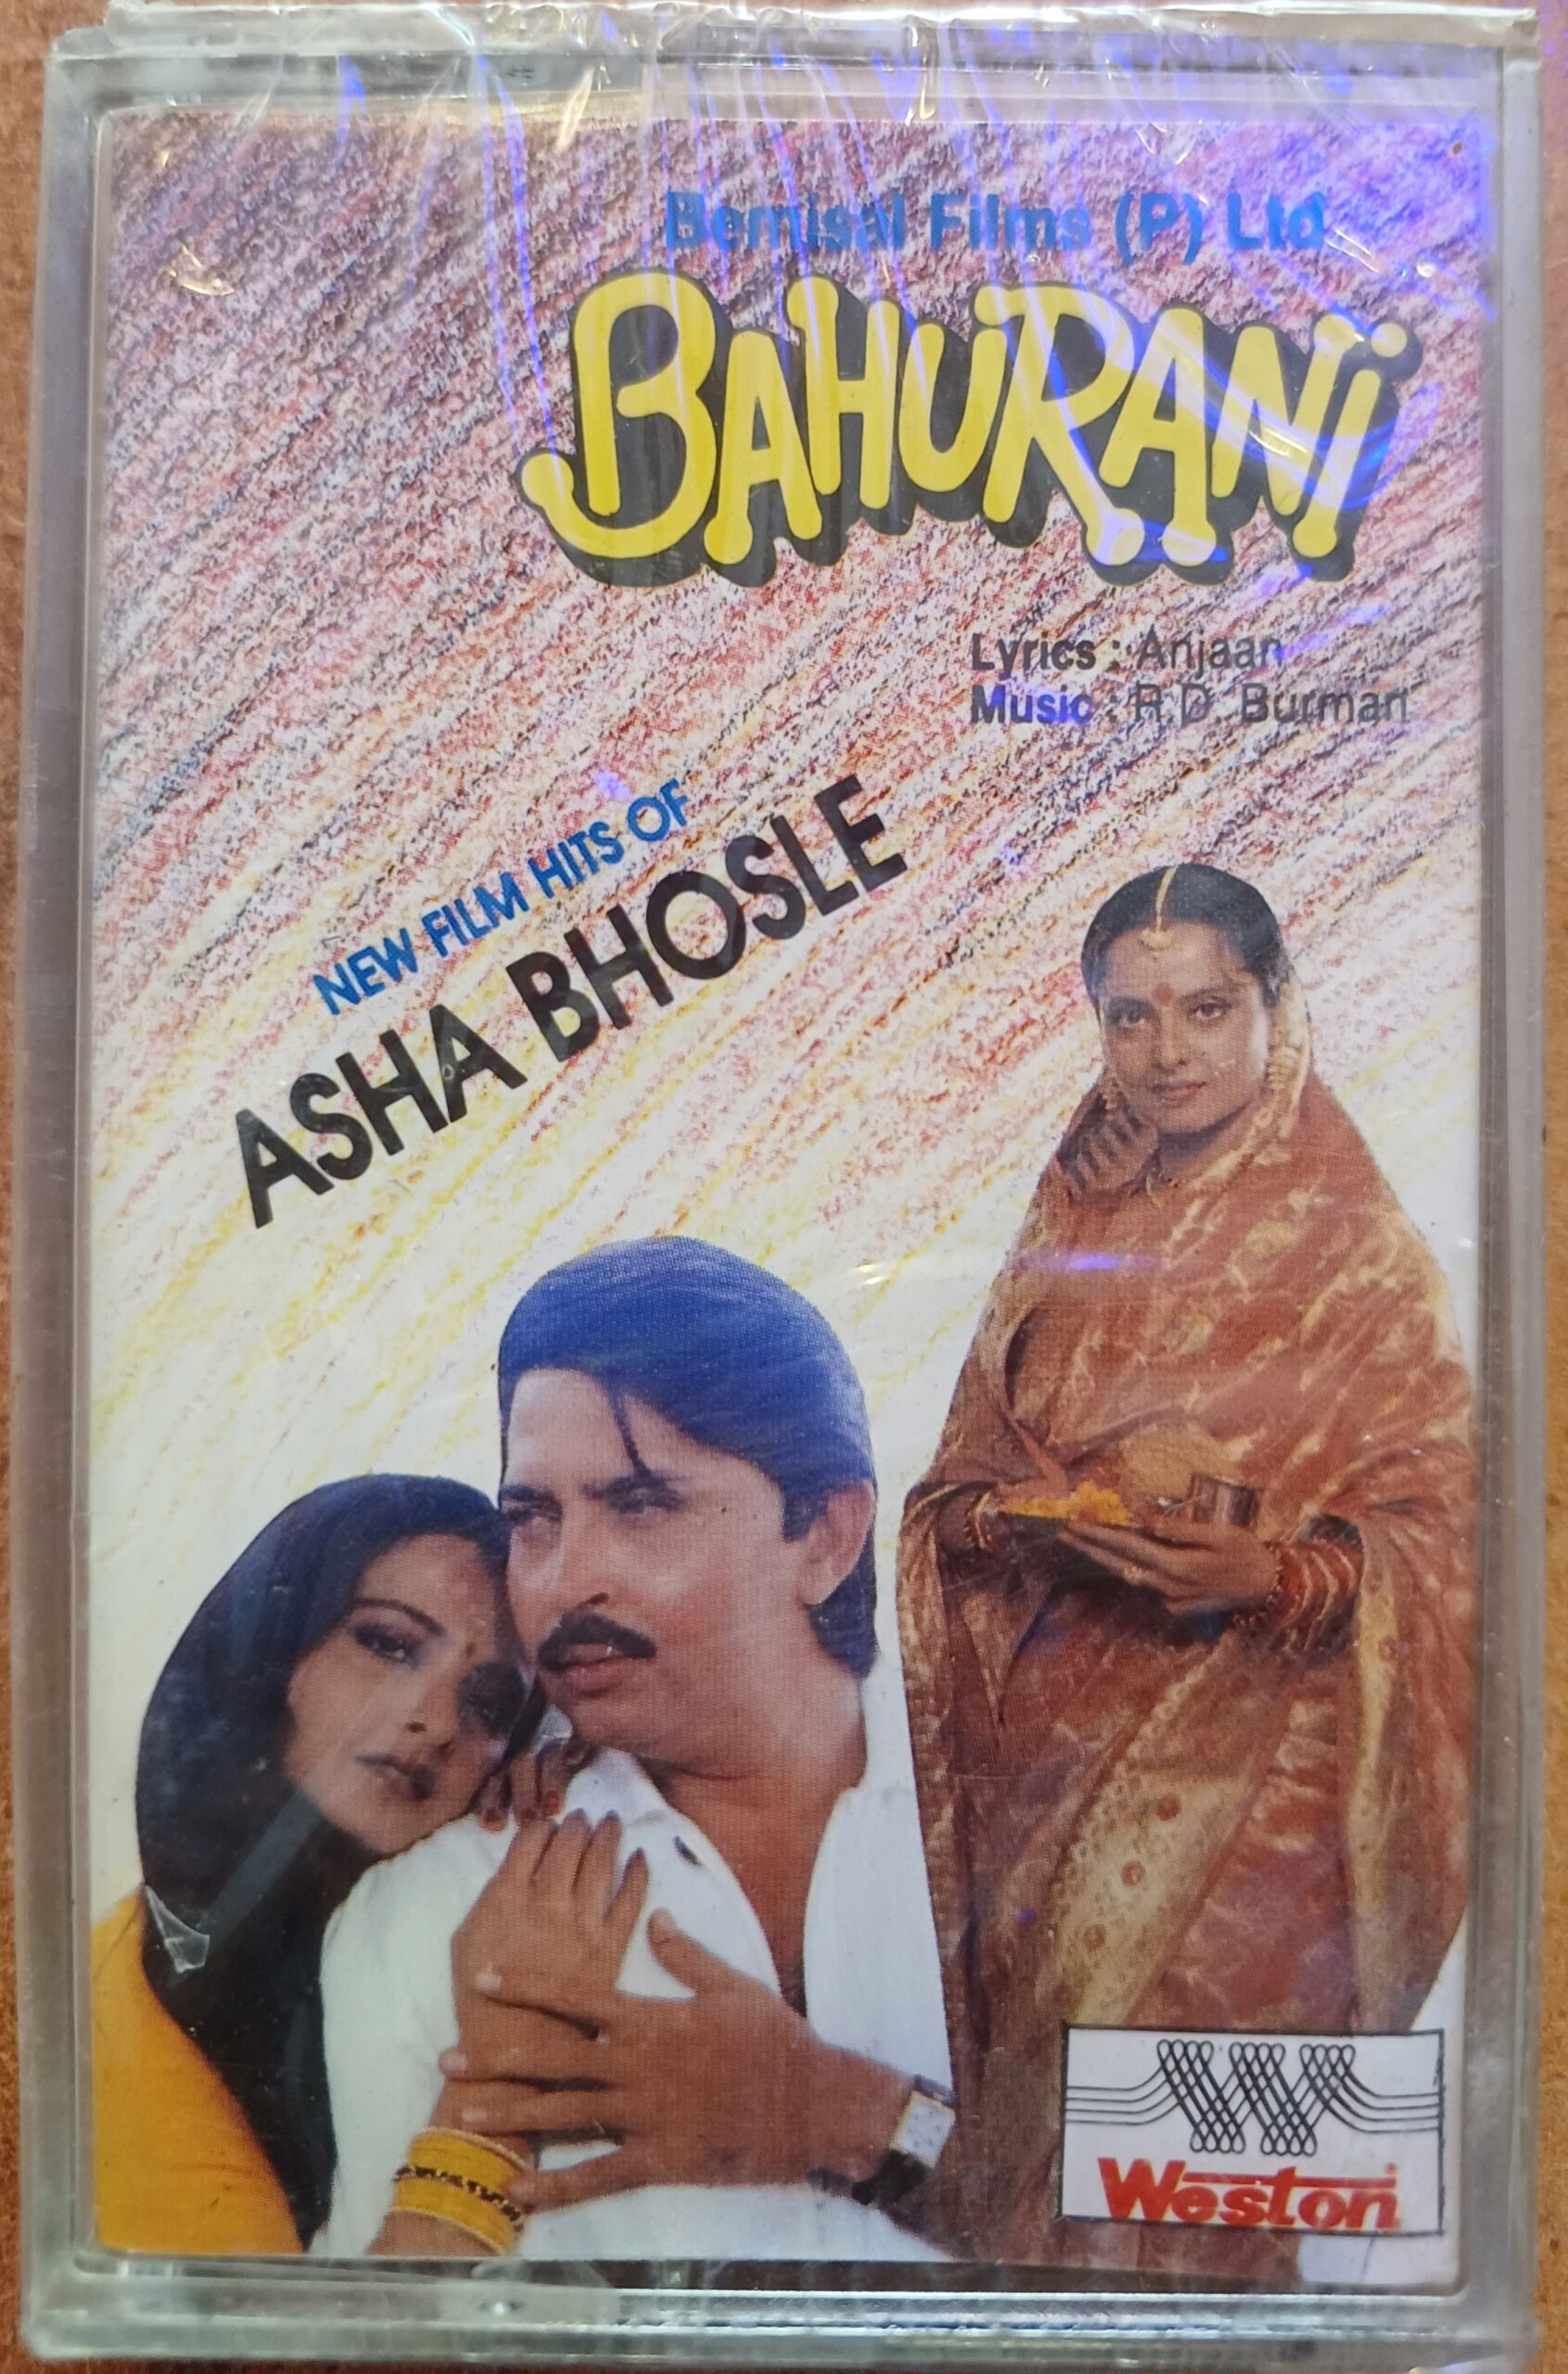 Bemisal Films (P) Ltd
BAHURANI
Lyrics : Anjaan
Music : R.D. Burman
NEW FILM HITS OF
ASHA BHOSLE
W
Weston